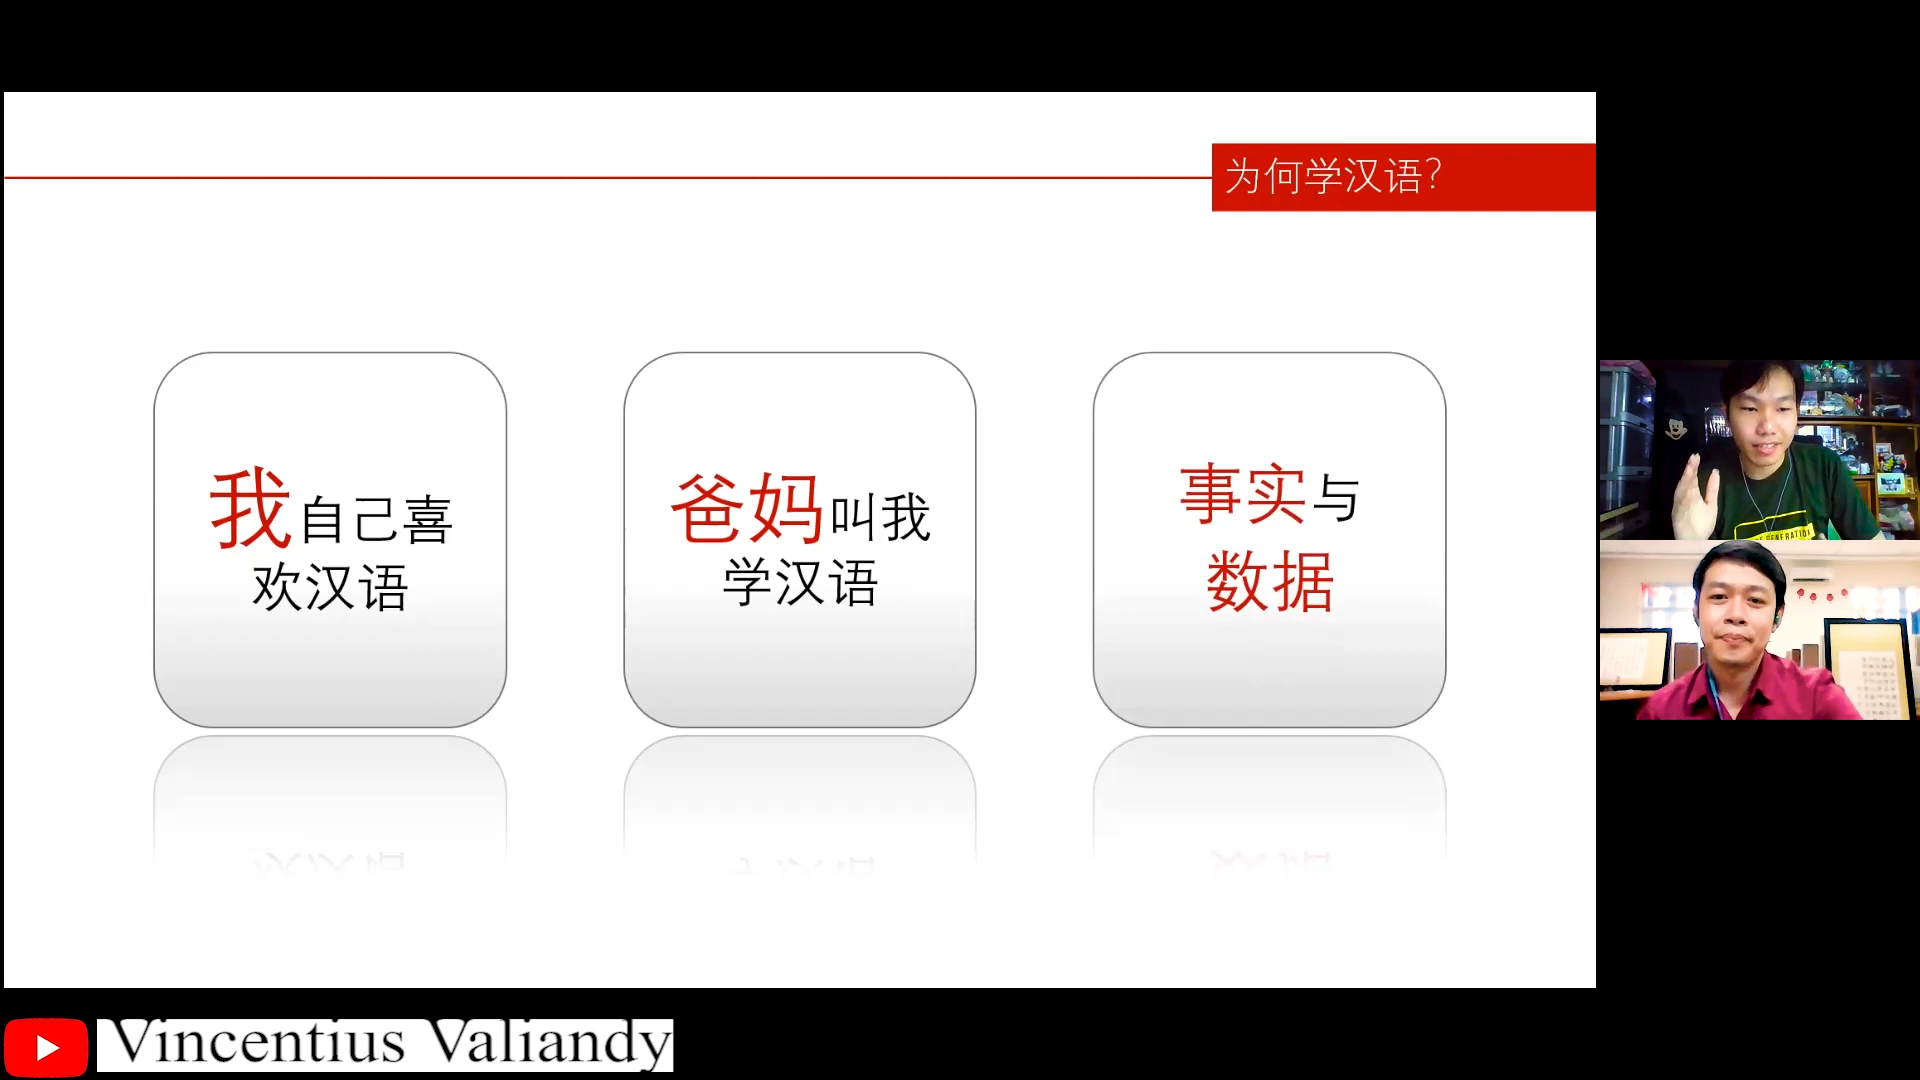 为何学汉语?
我自己喜
欢汉语
爸妈叫我
学汉语
事实与
数据
Vincentius Valiandy